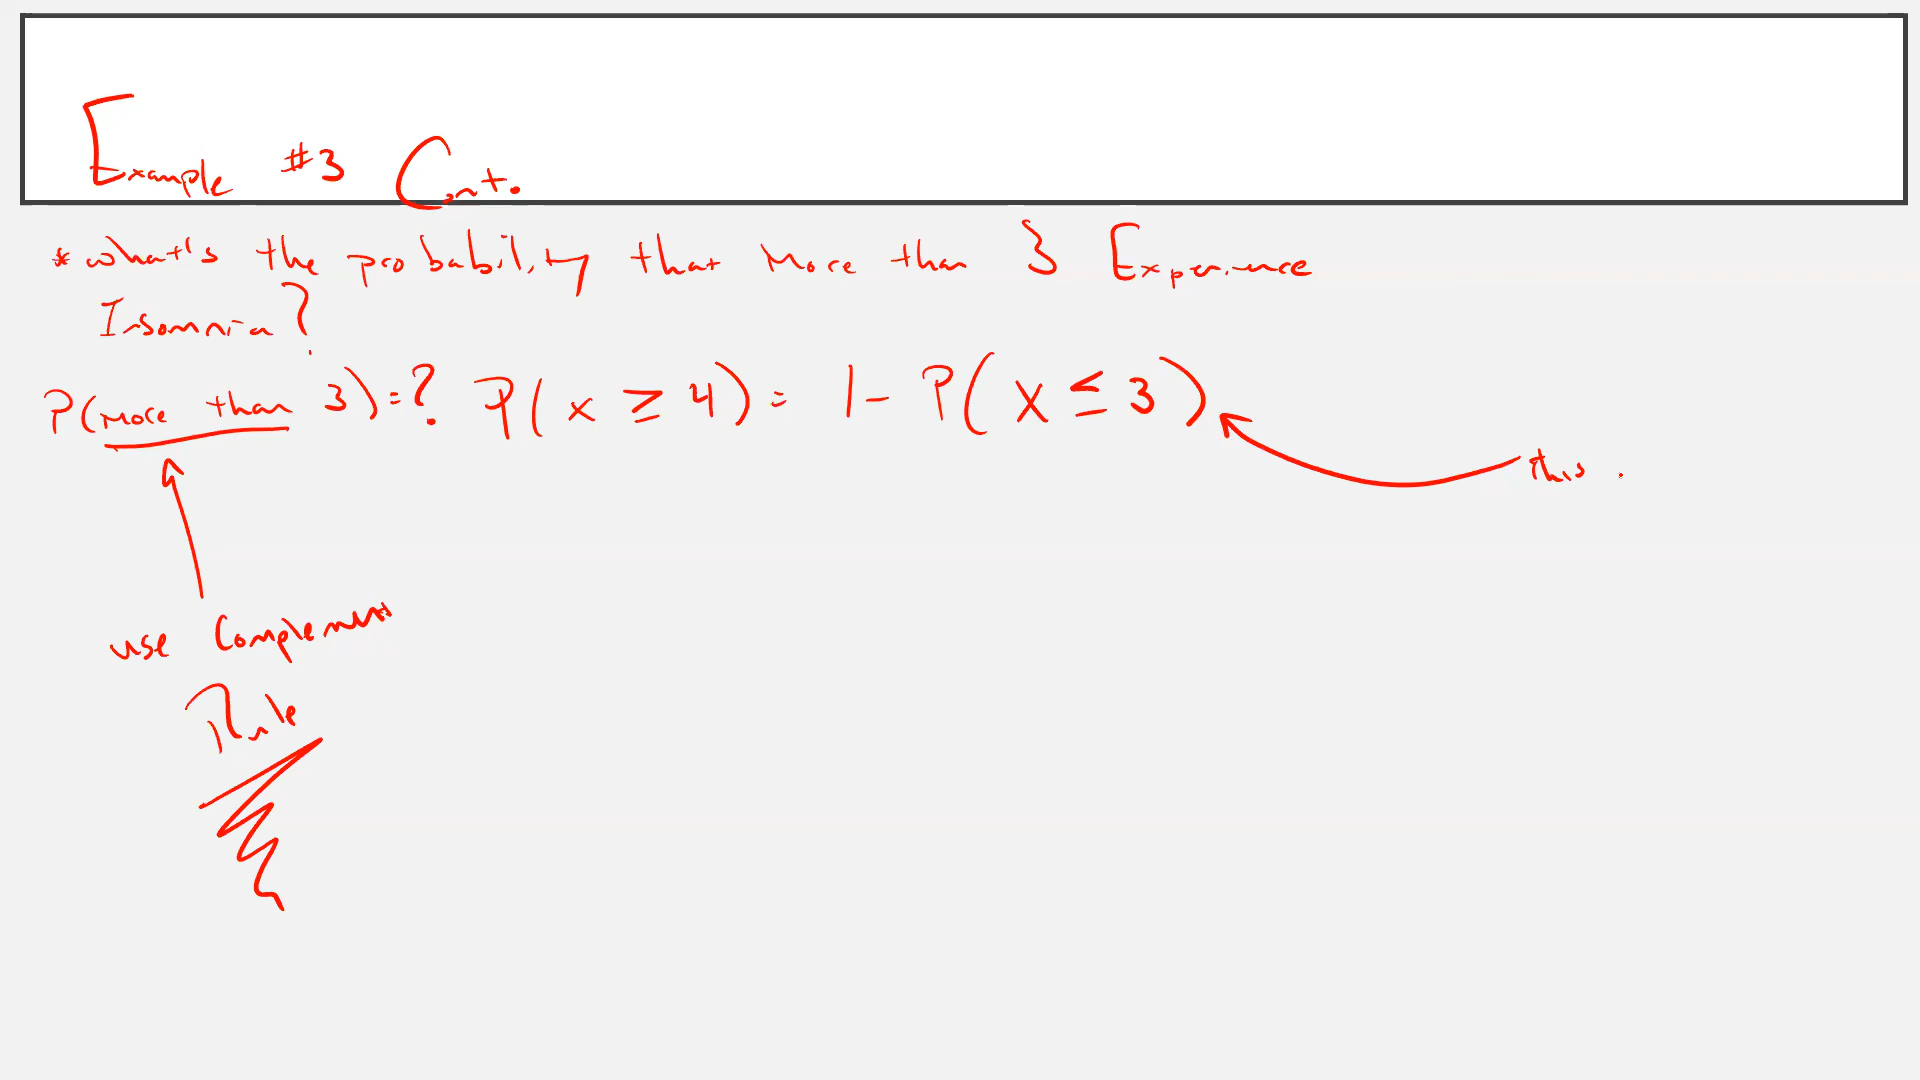 Example #3 Cont.
* what's the probability that More than 3 Experience
Insomnia?
P(More than 3) = ? P(x ≥ 4) = 1 - P(X ≤ 3)
this .
use Complement
Rule